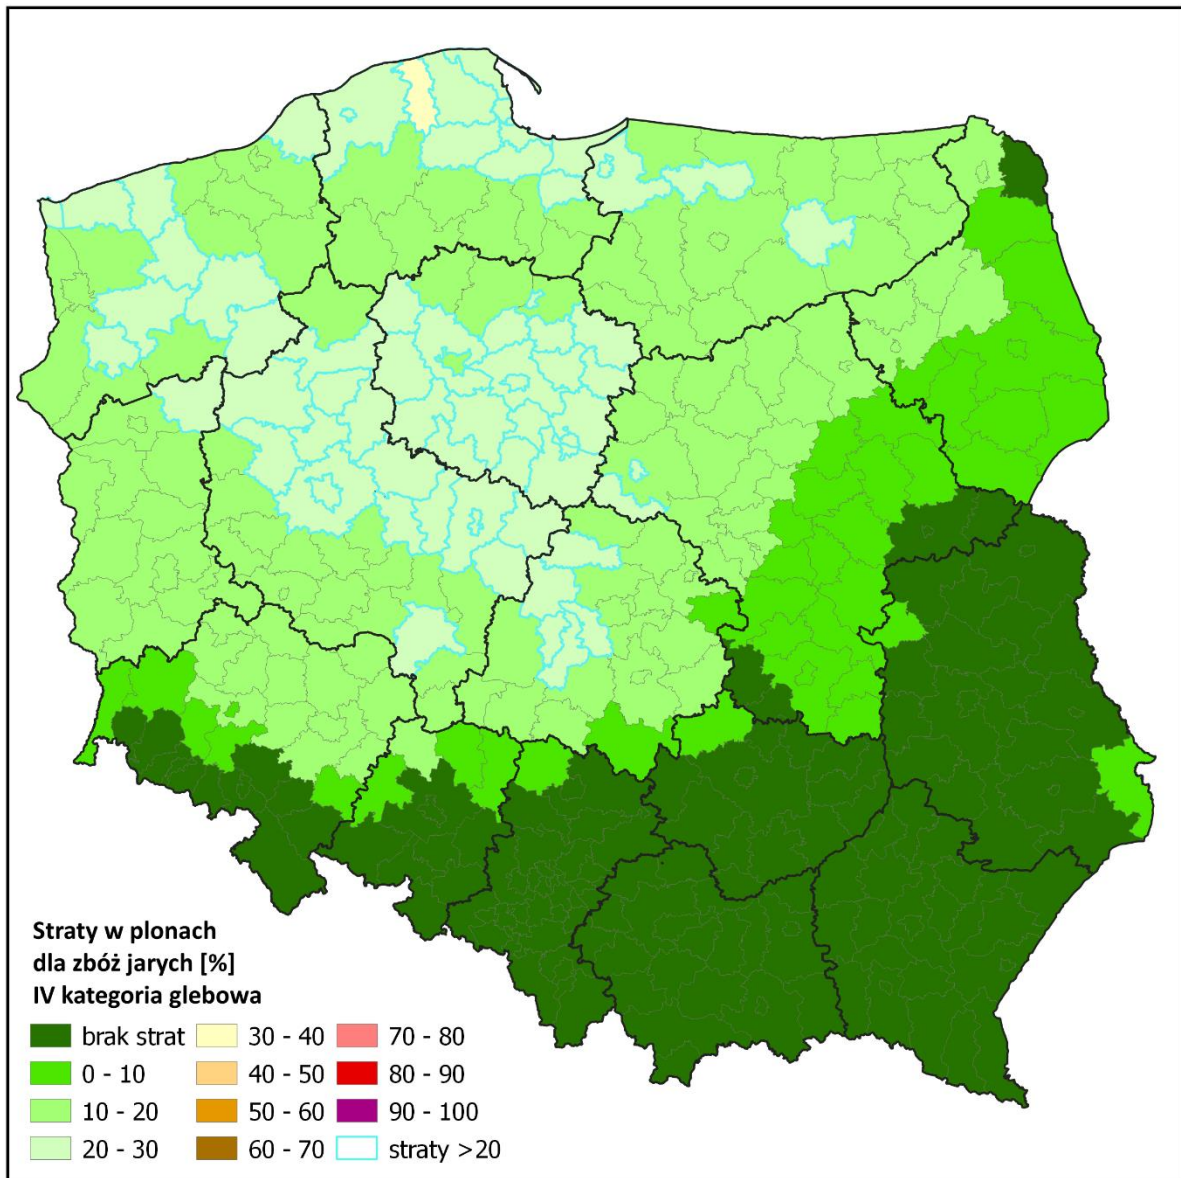 Straty w plonach
dla zbóż jarych [%]
IV kategoria glebowa
brak strat
0 - 10
10 - 20
20 - 30
30 - 40
40 - 50
50 - 60
60 - 70
70 - 80
80 - 90
90 - 100
straty >20